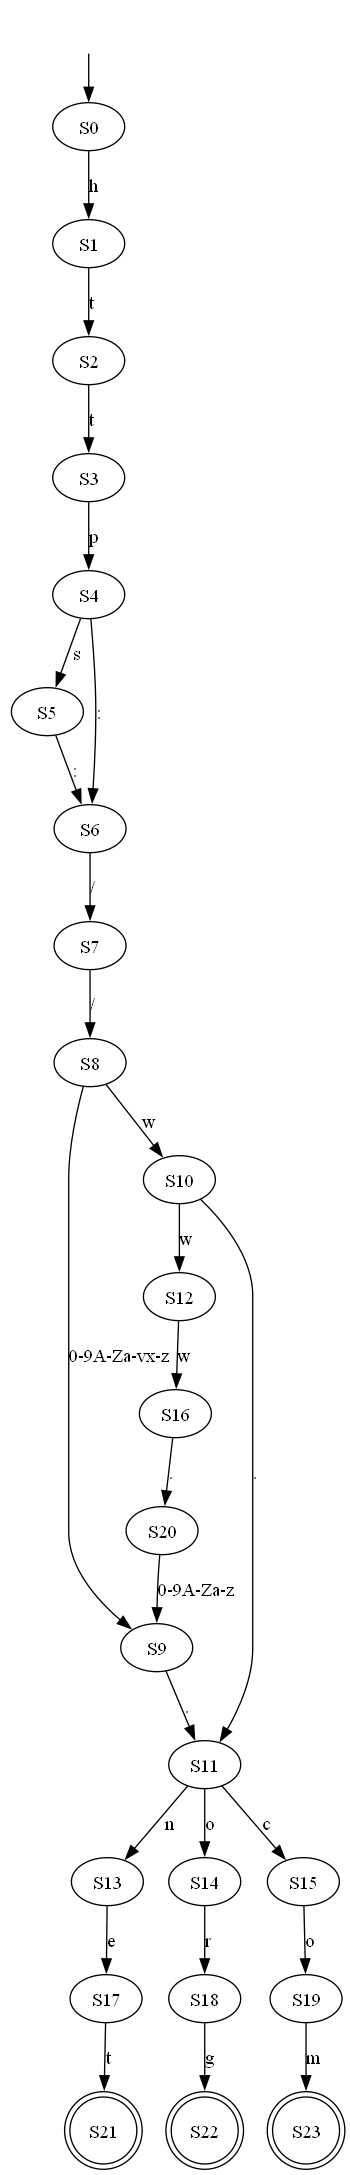 S0
h
S1
t
S2
t
S3
p
S4
s
S5
:
:
S6
/
S7
/
S8
w
S10
w
S12
0-9A-Za-vx-z
w
S16
.
.
S20
0-9A-Za-z
S9
.
S11
n
o
c
S13
S14
S15
e
r
o
S17
S18
S19
t
g
m
S21
S22
S23